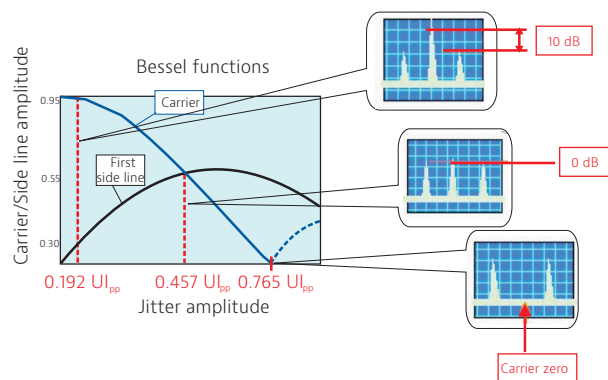 Bessel functions
10 dB
Carrier/Side line amplitude
0.95
Carrier
First
side line
0.55
0 dB
0.30
0.192 UIpp
0.457 UIpp
0.765 UIpp
Jitter amplitude
Carrier zero